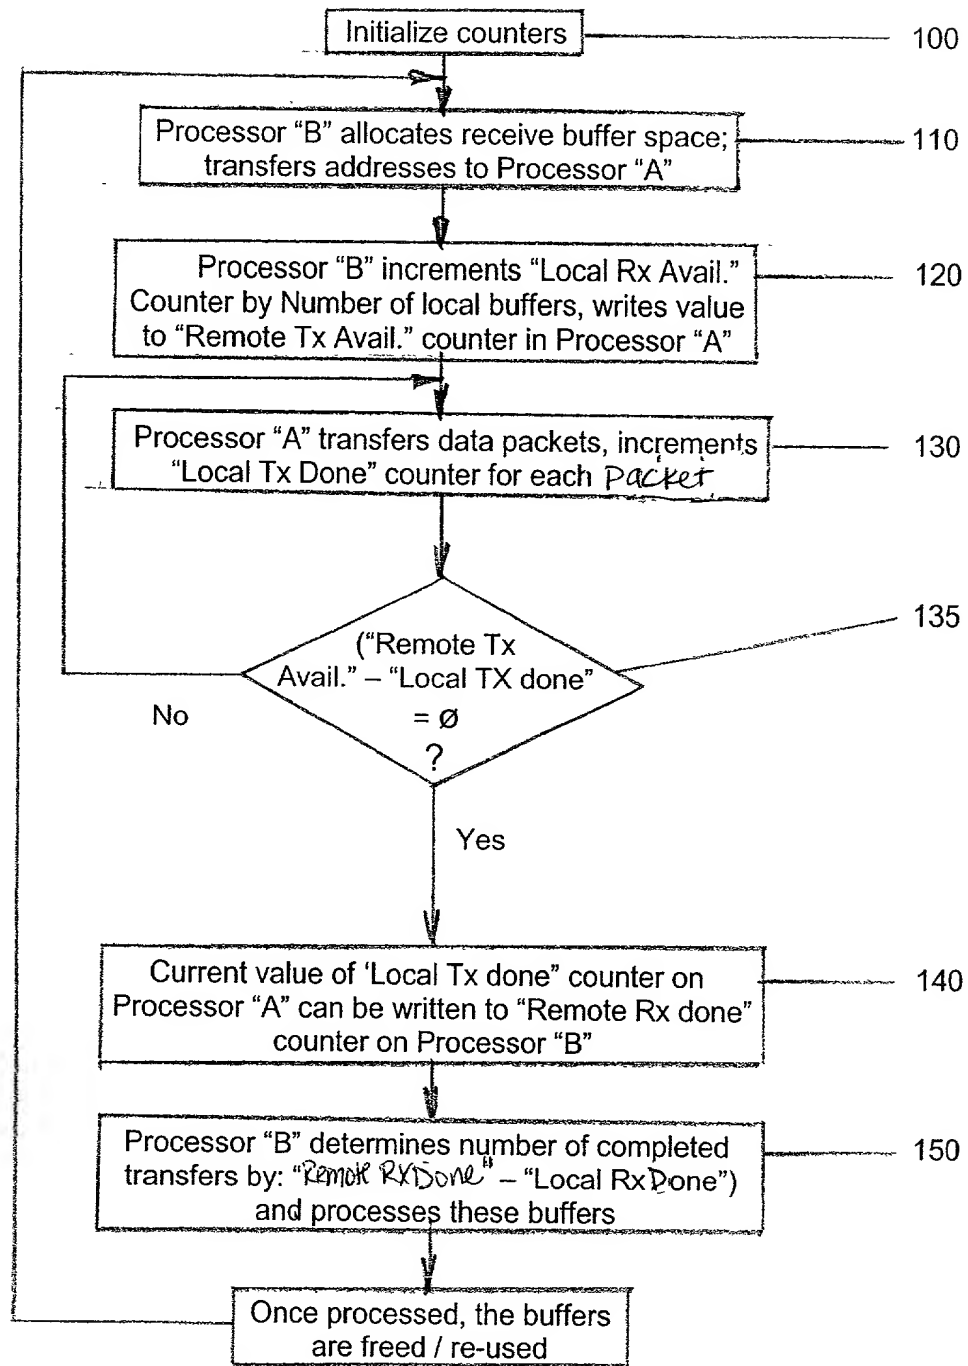 Initialize counters
100
Processor “B” allocates receive buffer space;
transfers addresses to Processor “A”
110
Processor “B” increments “Local Rx Avail.”
Counter by Number of local buffers, writes value
to “Remote Tx Avail.” counter in Processor “A”
120
Processor “A” transfers data packets, increments
“Local Tx Done” counter for each packet
130
(“Remote Tx
Avail.” – “Local TX done”
= ø
?
135
No
Yes
Current value of ‘Local Tx done” counter on
Processor “A” can be written to “Remote Rx done”
counter on Processor “B”
140
Processor “B” determines number of completed
transfers by: “Remote RxDone” – “Local RxDone”)
and processes these buffers
150
Once processed, the buffers
are freed / re-used